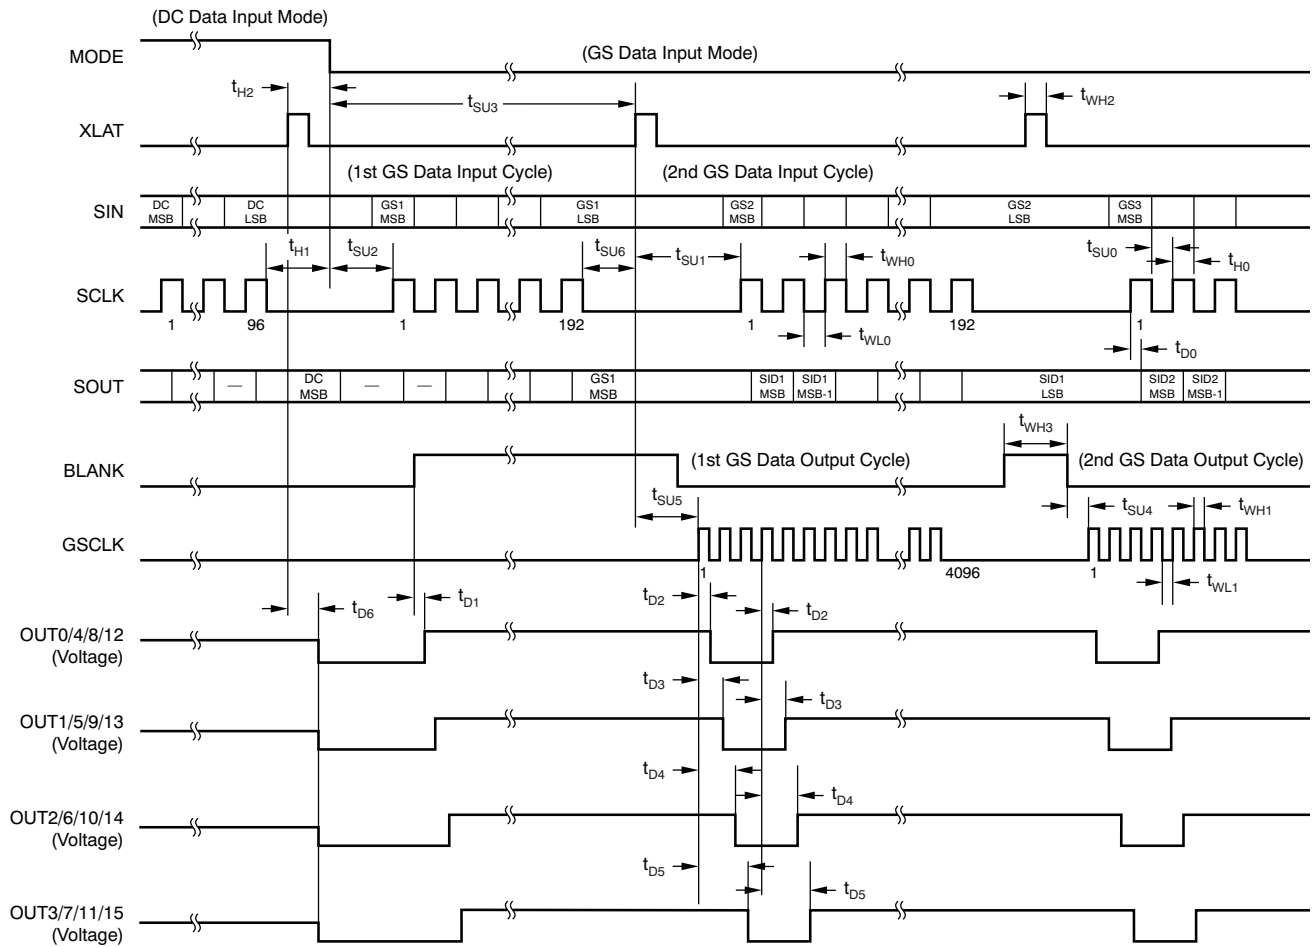 (DC Data Input Mode)
MODE
(GS Data Input Mode)
tH2
tSU3
tWH2
XLAT
(1st GS Data Input Cycle)
(2nd GS Data Input Cycle)
SIN
DC MSB
DC LSB
GS1 MSB
GS1 LSB
GS2 MSB
GS2 LSB
GS3 MSB
tH1
tSU2
tSU6
tSU1
tWH0
tSU0
tH0
SCLK
1
96
1
192
1
192
1
tWL0
tD0
SOUT
—
DC MSB
—
—
GS1 MSB
SID1 MSB
SID1 MSB-1
SID1 LSB
SID2 MSB
SID2 MSB-1
tWH3
BLANK
(1st GS Data Output Cycle)
(2nd GS Data Output Cycle)
tSU5
tSU4
tWH1
GSCLK
1
4096
1
tWL1
tD6
tD1
tD2
tD2
OUT0/4/8/12
(Voltage)
tD3
tD3
OUT1/5/9/13
(Voltage)
tD4
tD4
OUT2/6/10/14
(Voltage)
tD5
tD5
OUT3/7/11/15
(Voltage)